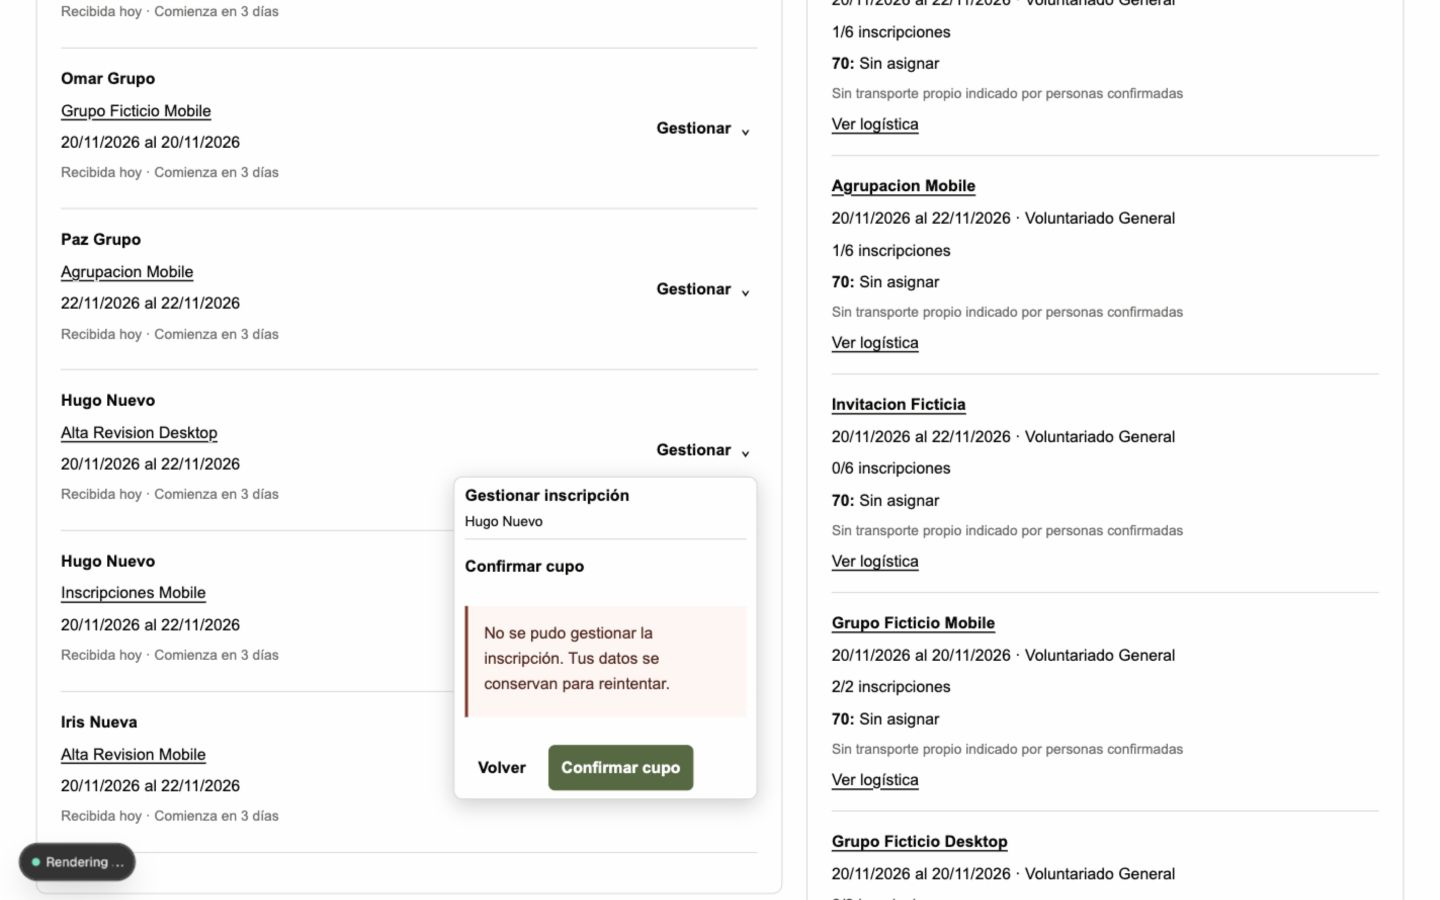 Recibida hoy · Comienza en 3 días
Omar Grupo
Grupo Ficticio Mobile
20/11/2026 al 20/11/2026
Recibida hoy · Comienza en 3 días
Gestionar
Paz Grupo
Agrupacion Mobile
22/11/2026 al 22/11/2026
Recibida hoy · Comienza en 3 días
Gestionar
Hugo Nuevo
Alta Revision Desktop
20/11/2026 al 22/11/2026
Recibida hoy · Comienza en 3 días
Gestionar
Gestionar inscripción
Hugo Nuevo
Confirmar cupo
No se pudo gestionar la
inscripción. Tus datos se
conservan para reintentar.
Volver
Confirmar cupo
Hugo Nuevo
Inscripciones Mobile
20/11/2026 al 22/11/2026
Recibida hoy · Comienza en 3 días
Iris Nueva
Alta Revision Mobile
20/11/2026 al 22/11/2026
Recibida hoy · Comienza en 3 días
Rendering ...
20/11/2026 al 22/11/2026 · Voluntariado General
1/6 inscripciones
70: Sin asignar
Sin transporte propio indicado por personas confirmadas
Ver logística
Agrupacion Mobile
20/11/2026 al 22/11/2026 · Voluntariado General
1/6 inscripciones
70: Sin asignar
Sin transporte propio indicado por personas confirmadas
Ver logística
Invitacion Ficticia
20/11/2026 al 22/11/2026 · Voluntariado General
0/6 inscripciones
70: Sin asignar
Sin transporte propio indicado por personas confirmadas
Ver logística
Grupo Ficticio Mobile
20/11/2026 al 20/11/2026 · Voluntariado General
2/2 inscripciones
70: Sin asignar
Sin transporte propio indicado por personas confirmadas
Ver logística
Grupo Ficticio Desktop
20/11/2026 al 20/11/2026 · Voluntariado General